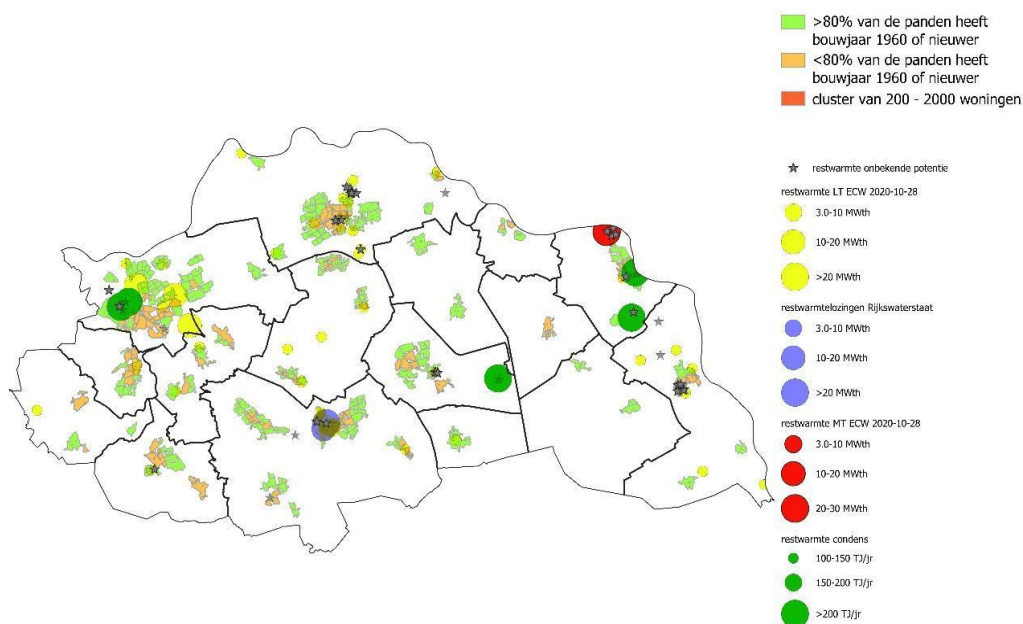 >80% van de panden heeft
bouwjaar 1960 of nieuwer
<80% van de panden heeft
bouwjaar 1960 of nieuwer
cluster van 200 - 2000 woningen
restwarmte onbekende potentie
restwarmte LT ECW 2020-10-28
3.0-10 MWth
10-20 MWth
>20 MWth
restwarmtelozingen Rijkswaterstaat
3.0-10 MWth
10-20 MWth
>20 MWth
restwarmte MT ECW 2020-10-28
3.0-10 MWth
10-20 MWth
20-30 MWth
restwarmte condens
100-150 TJ/jr
150-200 TJ/jr
>200 TJ/jr